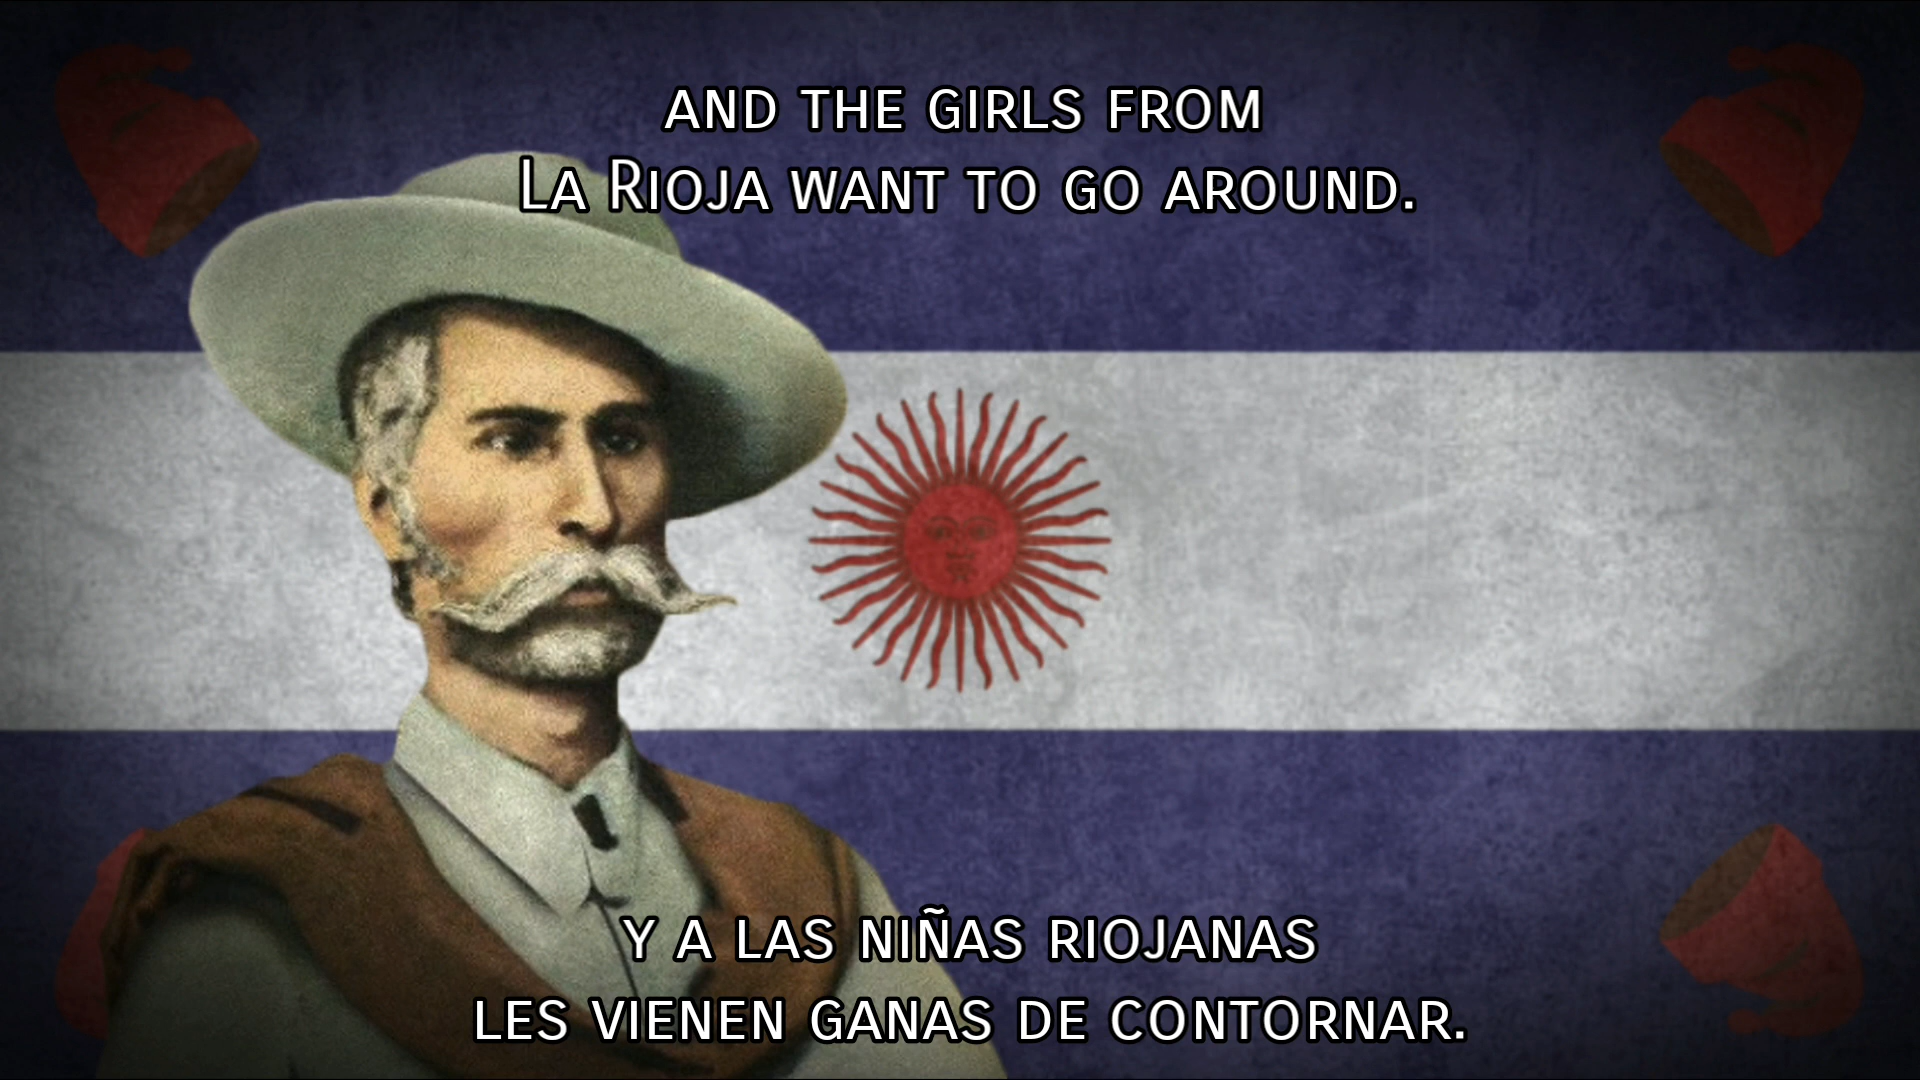 AND THE GIRLS FROM
LA RIOJA WANT TO GO AROUND.
Y A LAS NIÑAS RIOJANAS
LES VIENEN GANAS DE CONTORNAR.